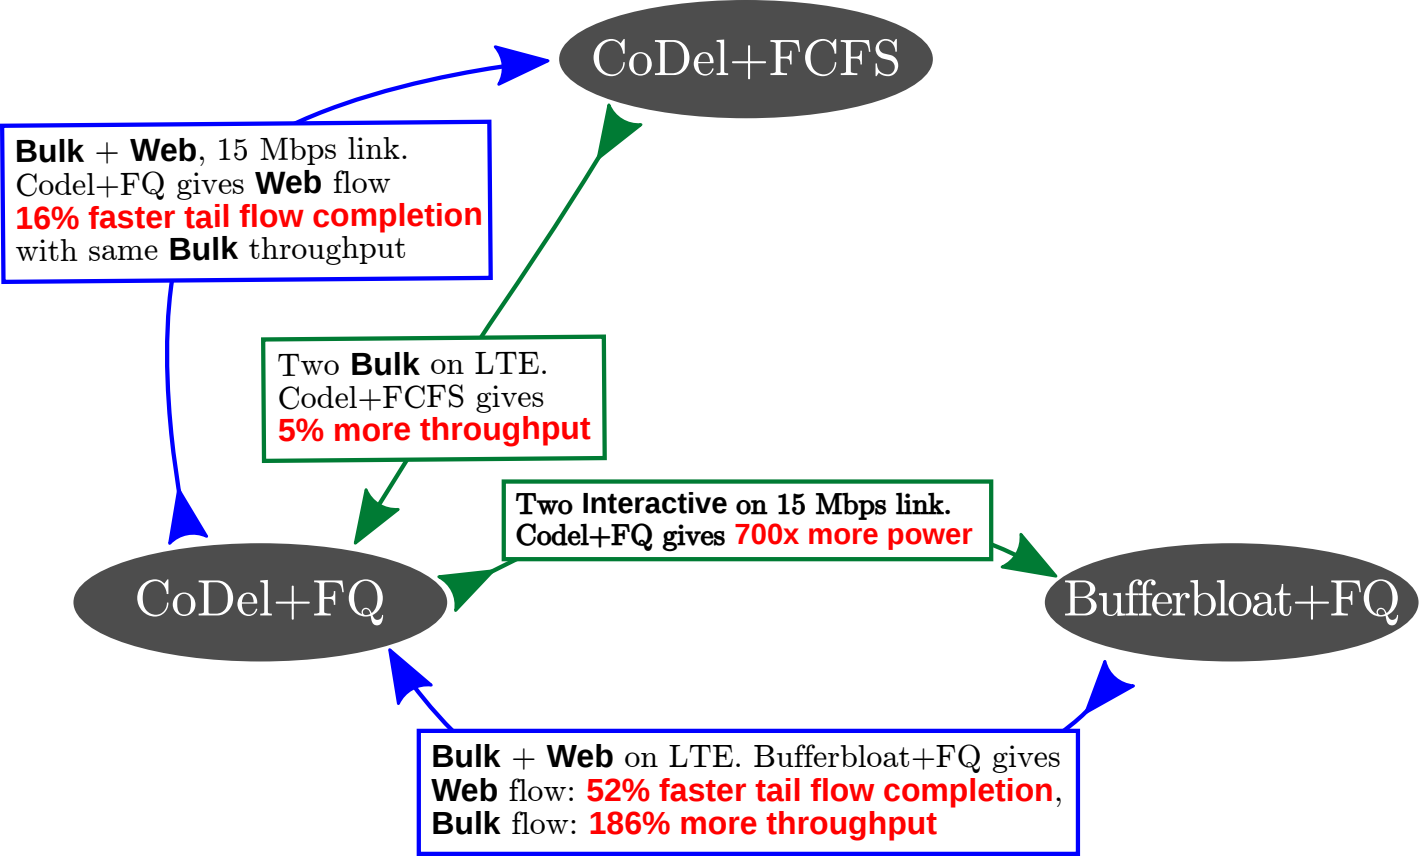 CoDel+FCFS
Bulk + Web, 15 Mbps link.
Codel+FQ gives Web flow
16% faster tail flow completion
with same Bulk throughput
Two Bulk on LTE.
Codel+FCFS gives
5% more throughput
Two Interactive on 15 Mbps link.
Codel+FQ gives 700x more power
CoDel+FQ
Bufferbloat+FQ
Bulk + Web on LTE. Bufferbloat+FQ gives
Web flow: 52% faster tail flow completion,
Bulk flow: 186% more throughput